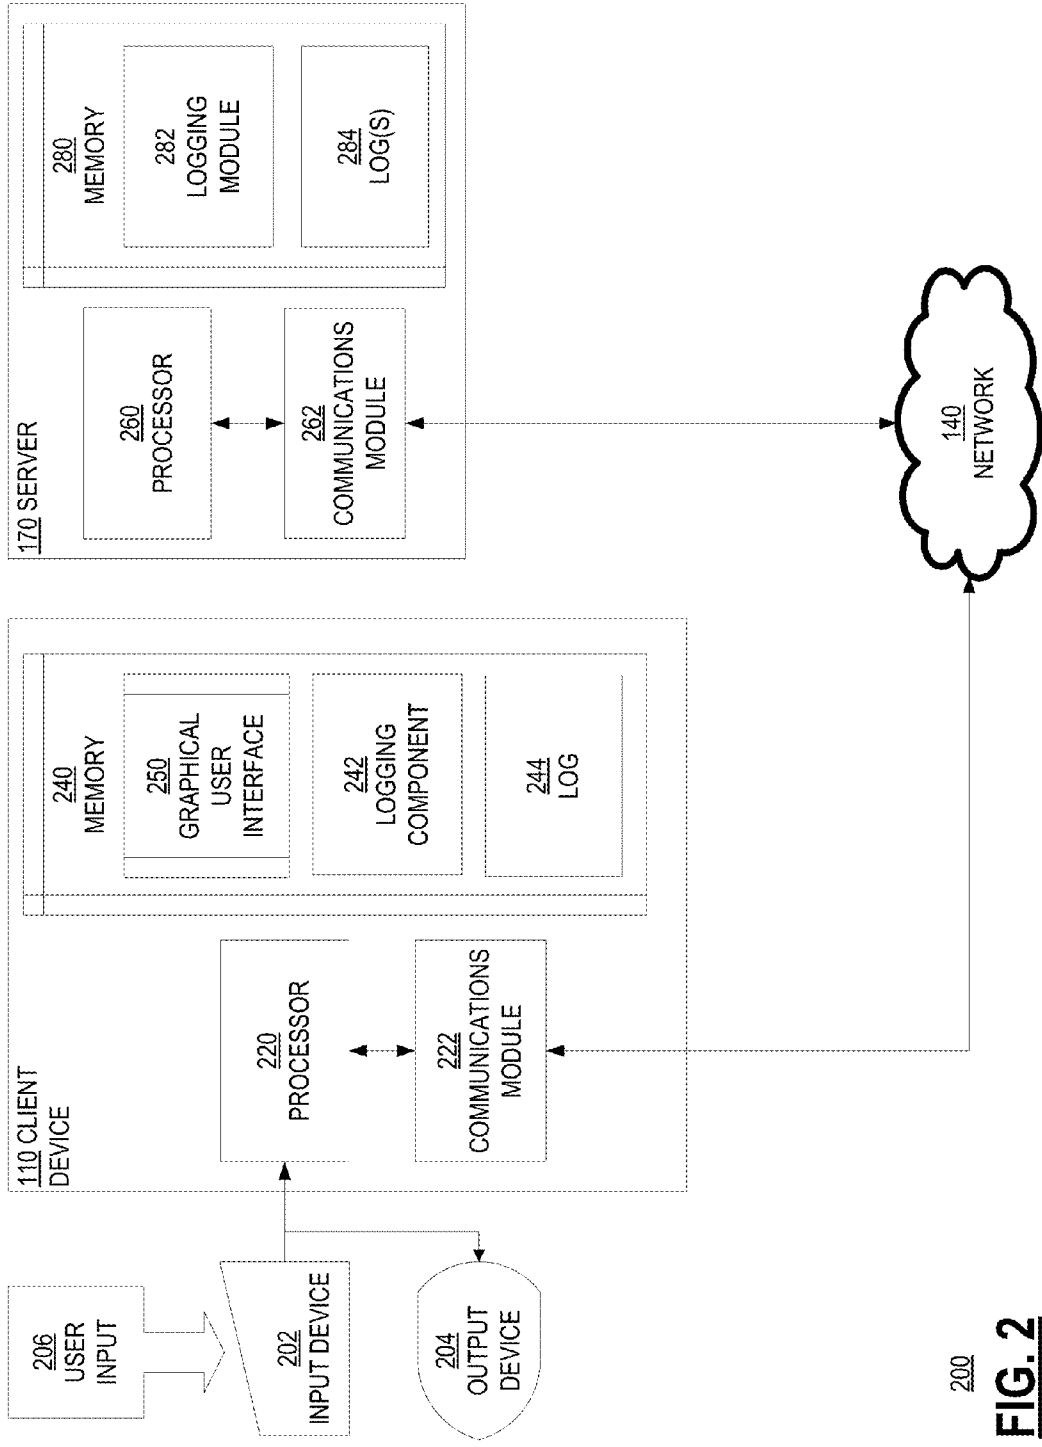 206
USER
INPUT
202
INPUT DEVICE
204
OUTPUT
DEVICE
110 CLIENT
DEVICE
220
PROCESSOR
222
COMMUNICATIONS
MODULE
240
MEMORY
250
GRAPHICAL
USER
INTERFACE
242
LOGGING
COMPONENT
244
LOG
170 SERVER
260
PROCESSOR
262
COMMUNICATIONS
MODULE
280
MEMORY
282
LOGGING
MODULE
284
LOG(S)
140
NETWORK
200
FIG. 2